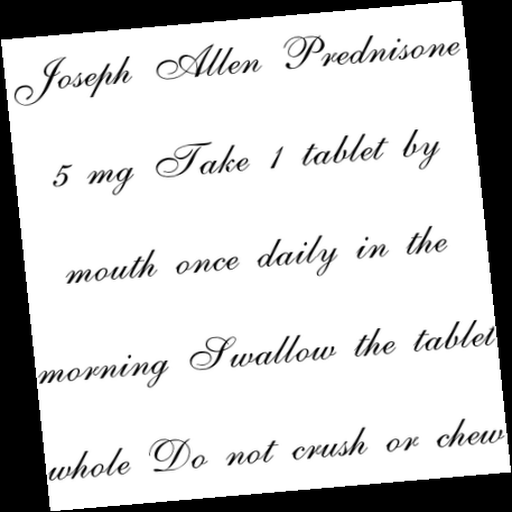 Joseph Allen Prednisone
5 mg Take 1 tablet by
mouth once daily in the
morning Swallow the tablet
whole Do not crush or chew